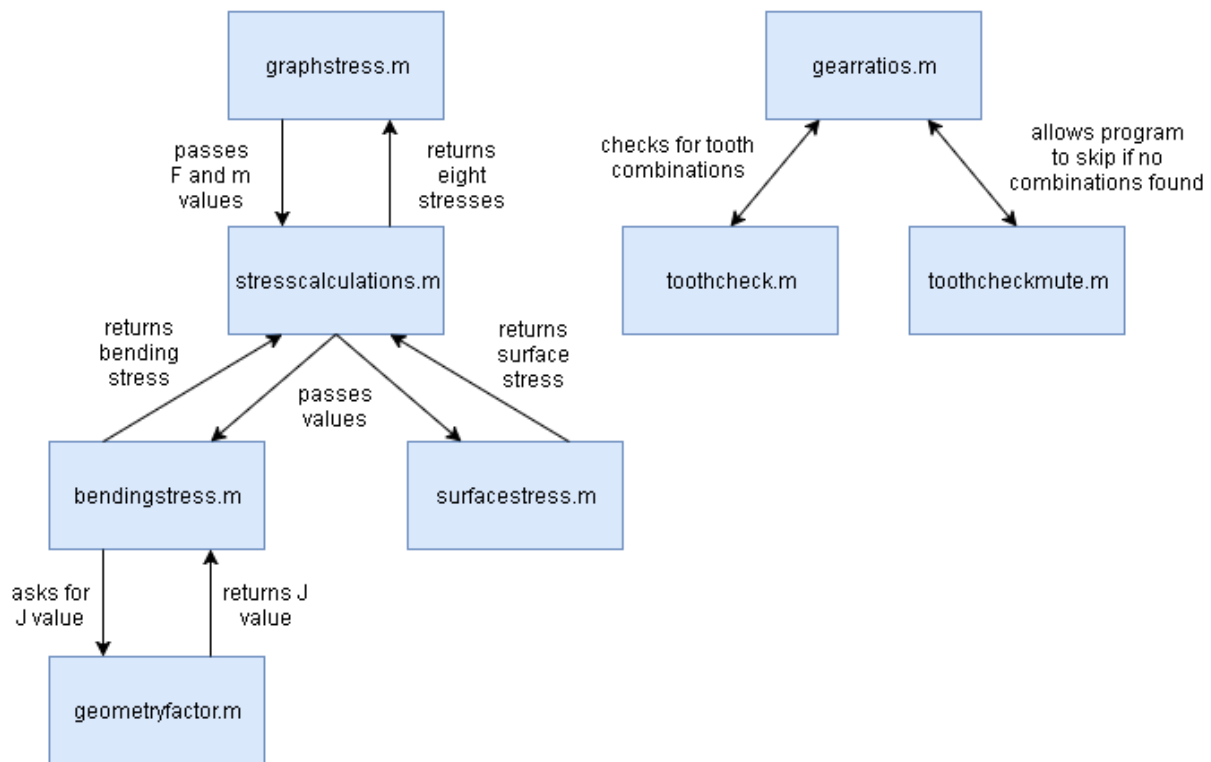 graphstress.m
gearratios.m
passes
F and m
values
returns
eight
stresses
checks for tooth
combinations
allows program
to skip if no
combinations found
stresscalculations.m
toothcheck.m
toothcheckmute.m
returns
bending
stress
passes
values
returns
surface
stress
bendingstress.m
surfacestress.m
asks for
J value
returns J
value
geometryfactor.m